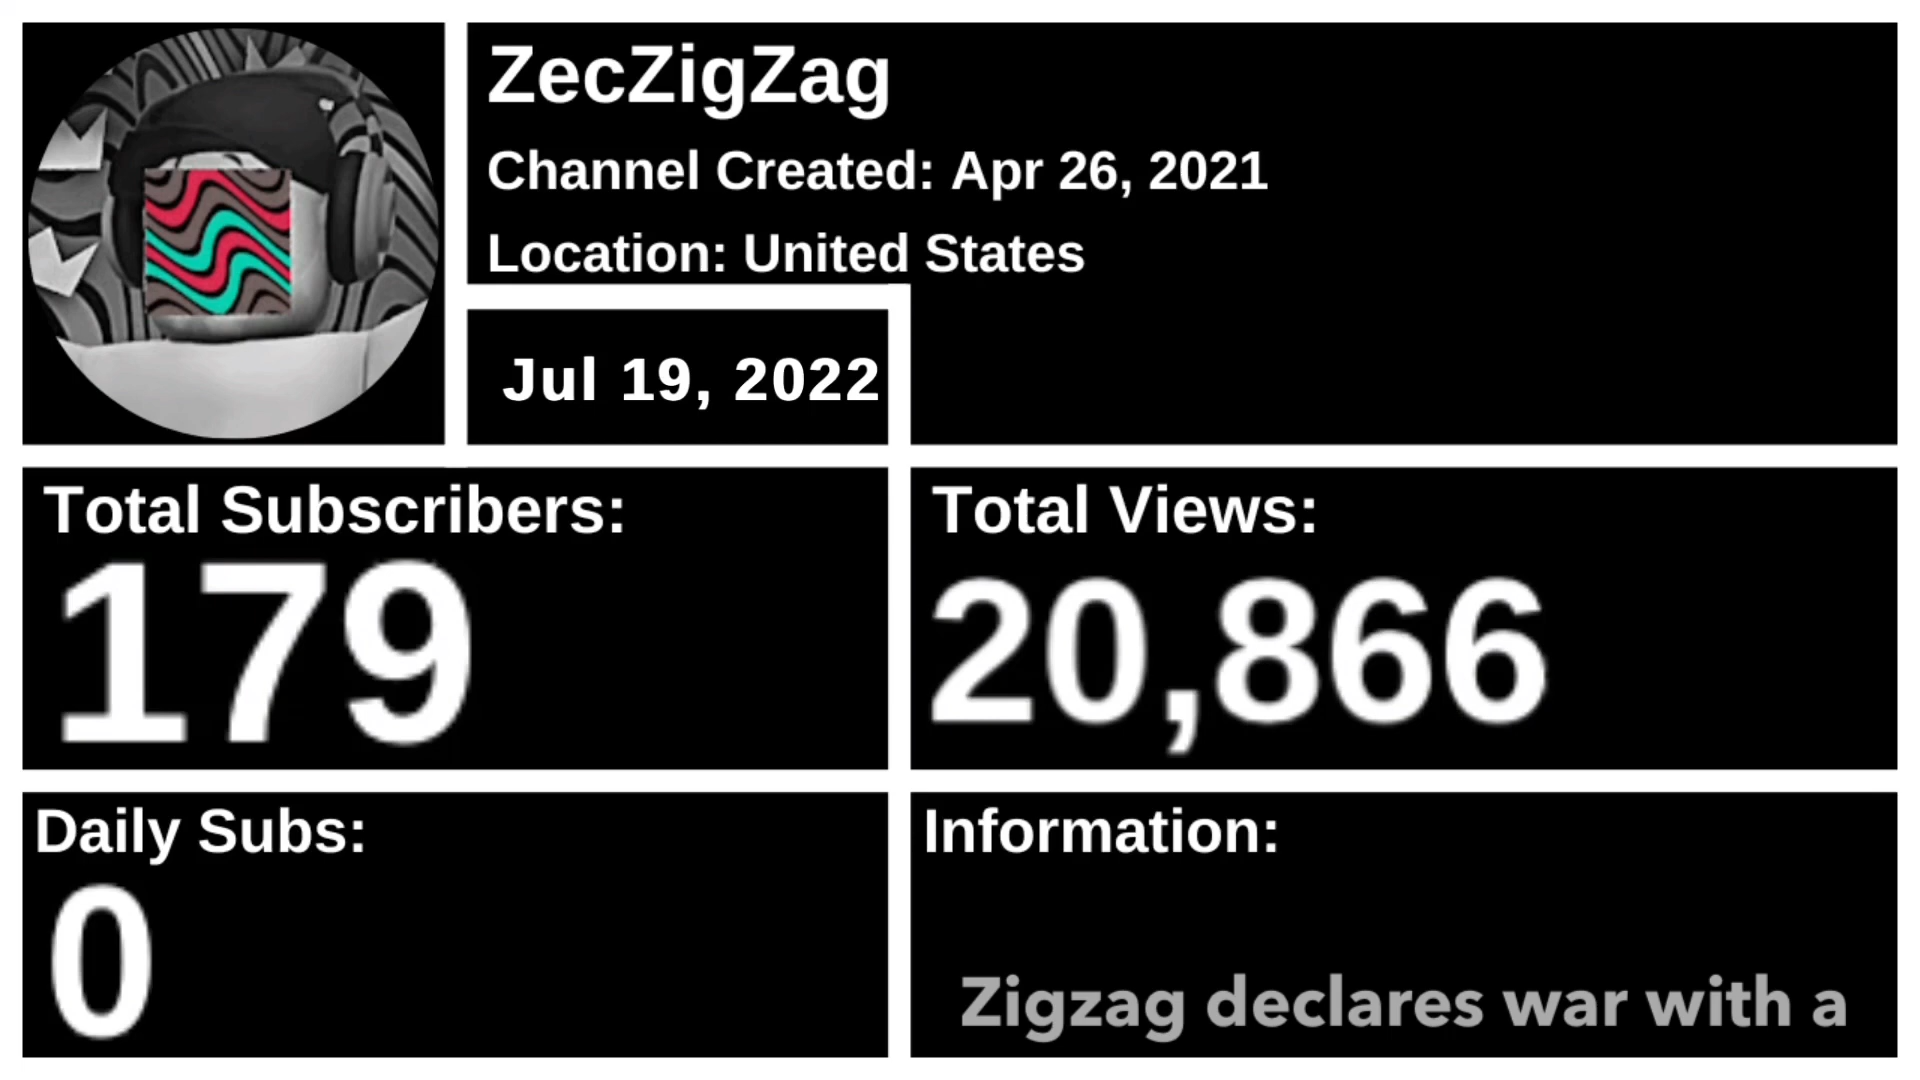 ZecZigZag
Channel Created: Apr 26, 2021
Location: United States
Jul 19, 2022
Total Subscribers:
179
Total Views:
20,866
Daily Subs:
0
Information:
Zigzag declares war with a